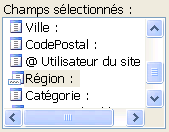 Champs sélectionnés :
Ville :
CodePostal :
@ Utilisateur du site
Région :
Catégorie :